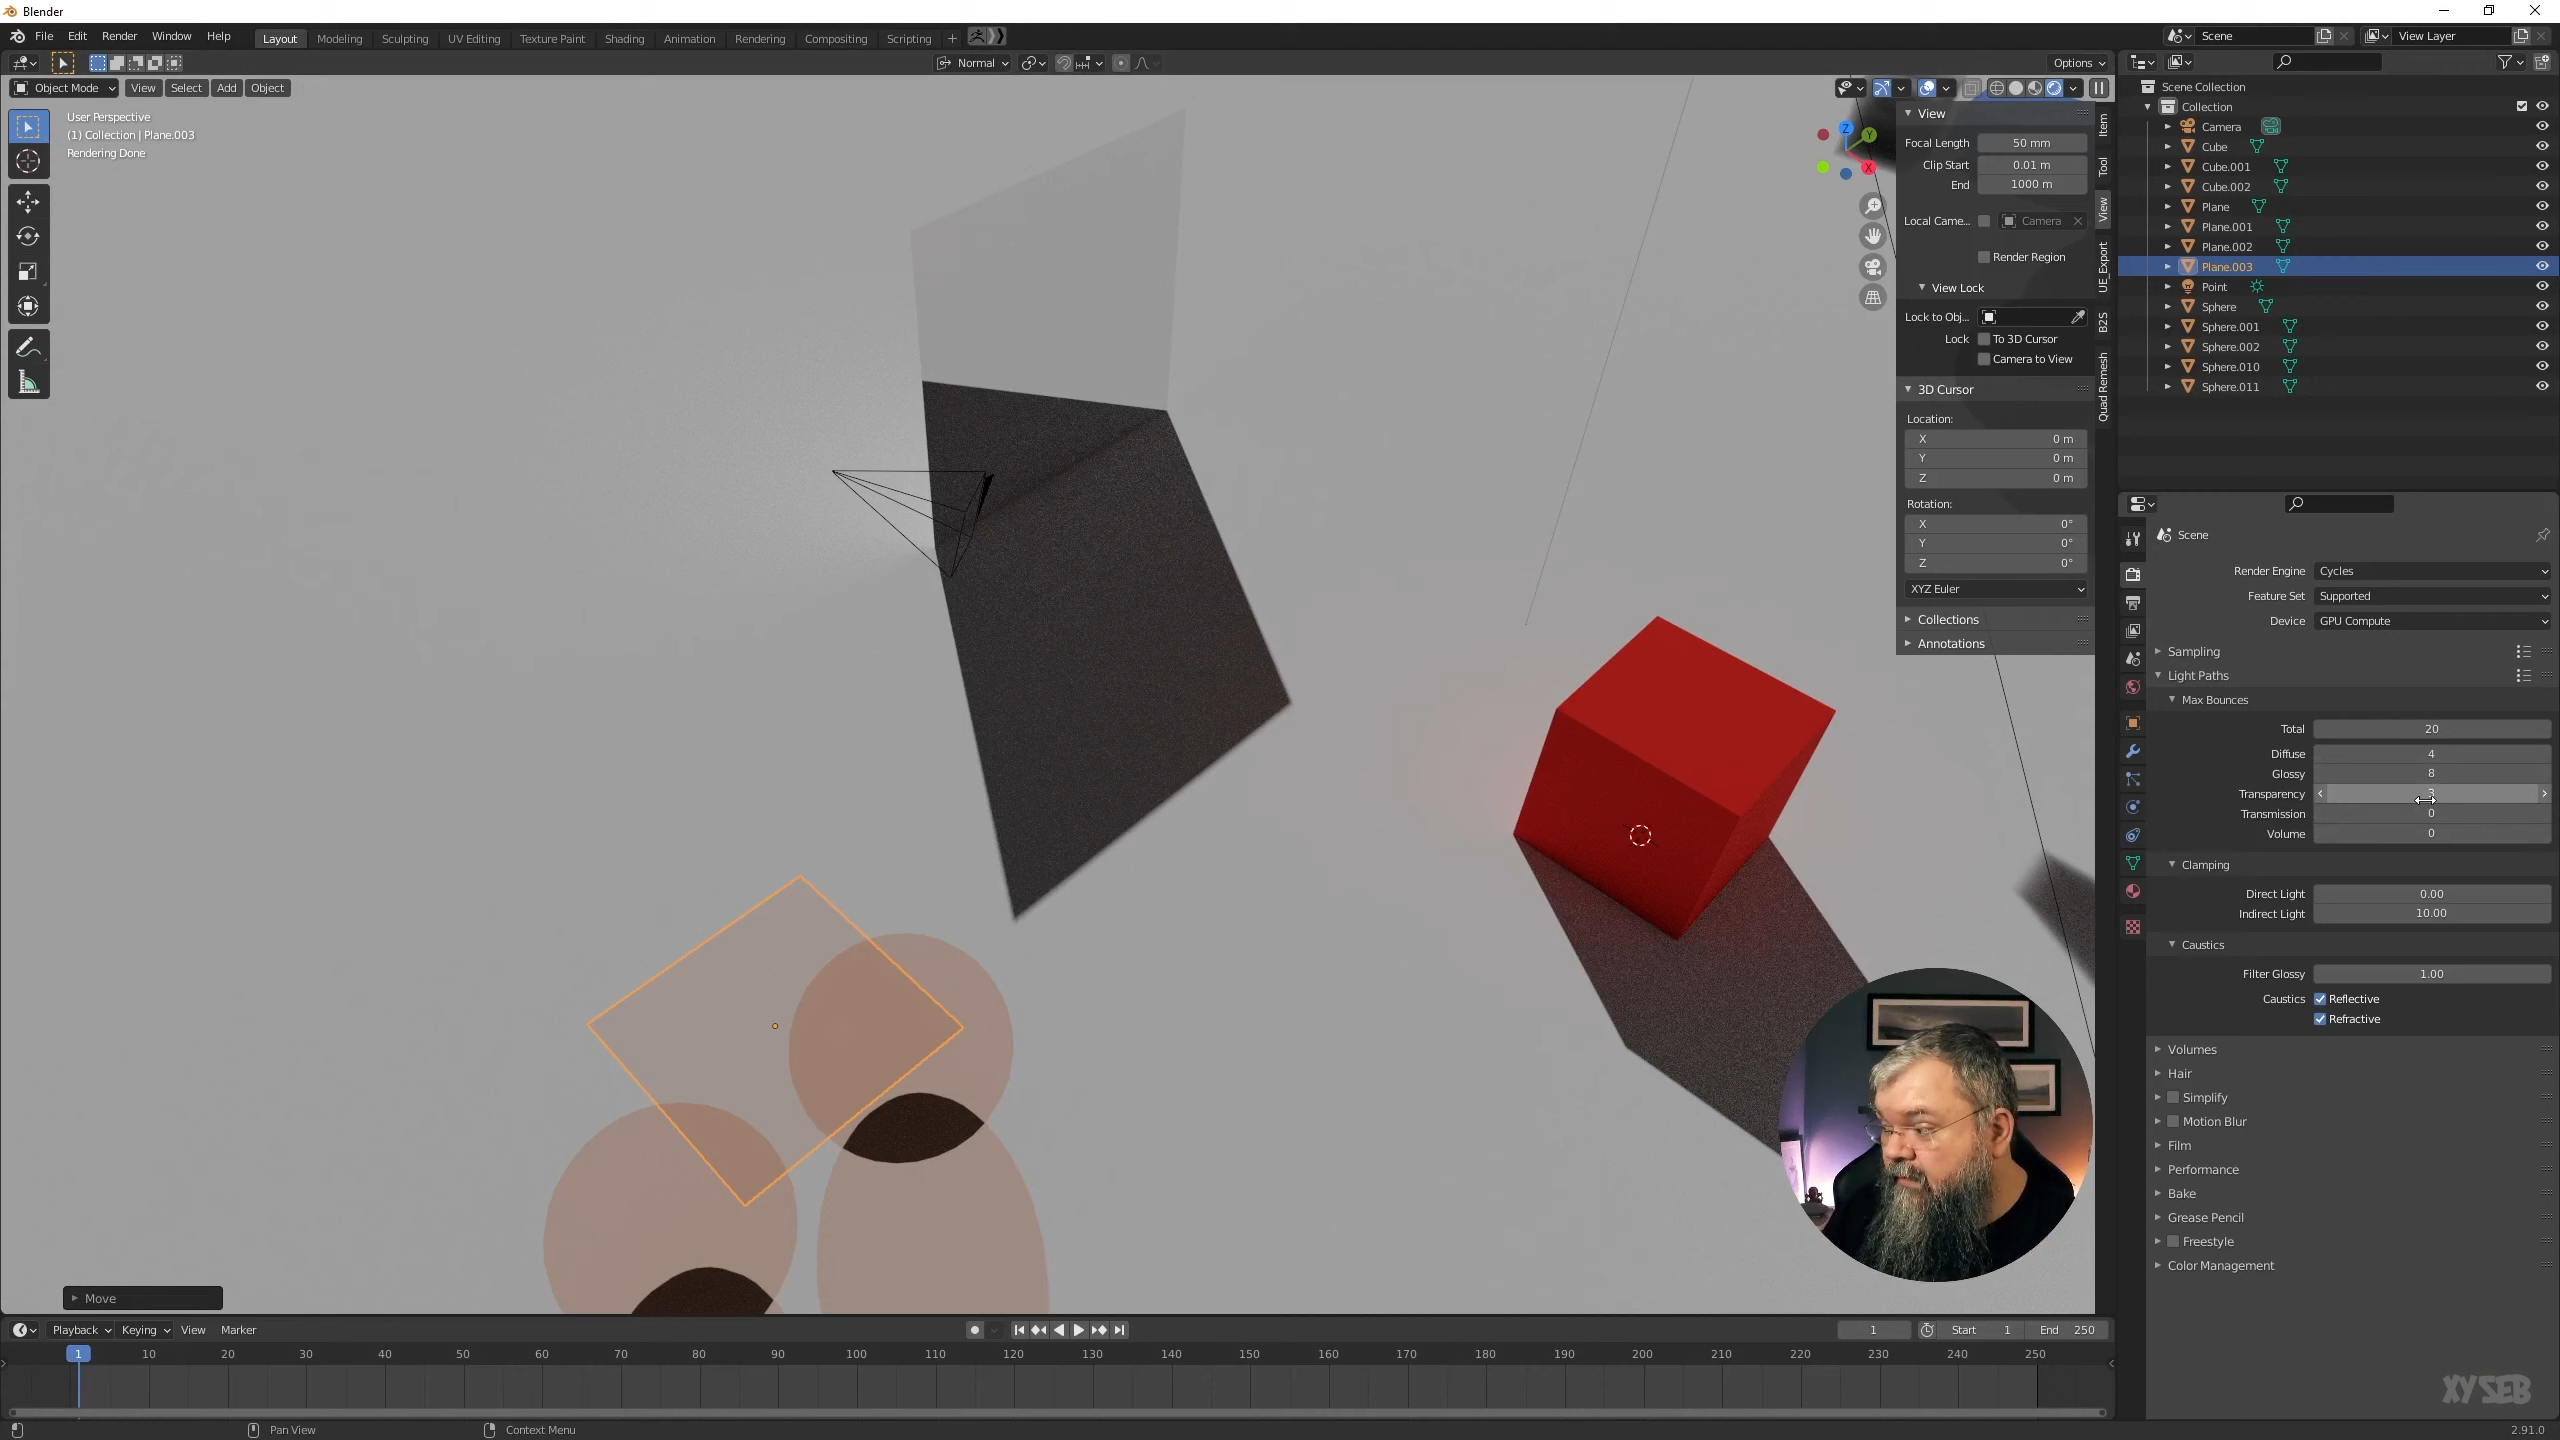 Blender
File Edit Render Window Help Layout Modeling Sculpting UV Editing Texture Paint Shading Animation Rendering Compositing Scripting + Scene View Layer
Normal Options
Object Mode View Select Add Object
User Perspective
(1) Collection | Plane.003
Rendering Done
Z
Y
X
View
Focal Length 50 mm
Clip Start 0.01 m
End 1000 m
Local Came... Camera
Render Region
View Lock
Lock to Obj...
Lock To 3D Cursor
Camera to View
3D Cursor
Location:
X 0 m
Y 0 m
Z 0 m
Rotation:
X 0°
Y 0°
Z 0°
XYZ Euler
Collections
Annotations
Item
Tool
View
UE_Export
B2S
Quad Remesh
Scene Collection
Collection
Camera
Cube
Cube.001
Cube.002
Plane
Plane.001
Plane.002
Plane.003
Point
Sphere
Sphere.001
Sphere.002
Sphere.010
Sphere.011
Scene
Render Engine Cycles
Feature Set Supported
Device GPU Compute
Sampling
Light Paths
Max Bounces
Total 20
Diffuse 4
Glossy 8
Transparency 3
Transmission 0
Volume 0
Clamping
Direct Light 0.00
Indirect Light 10.00
Caustics
Filter Glossy 1.00
Caustics Reflective
Refractive
Volumes
Hair
Simplify
Motion Blur
Film
Performance
Bake
Grease Pencil
Freestyle
Color Management
Move
Playback Keying View Marker 1 Start 1 End 250
1 10 20 30 40 50 60 70 80 90 100 110 120 130 140 150 160 170 180 190 200 210 220 230 240 250
XYSEB
Pan View Context Menu 2.91.0